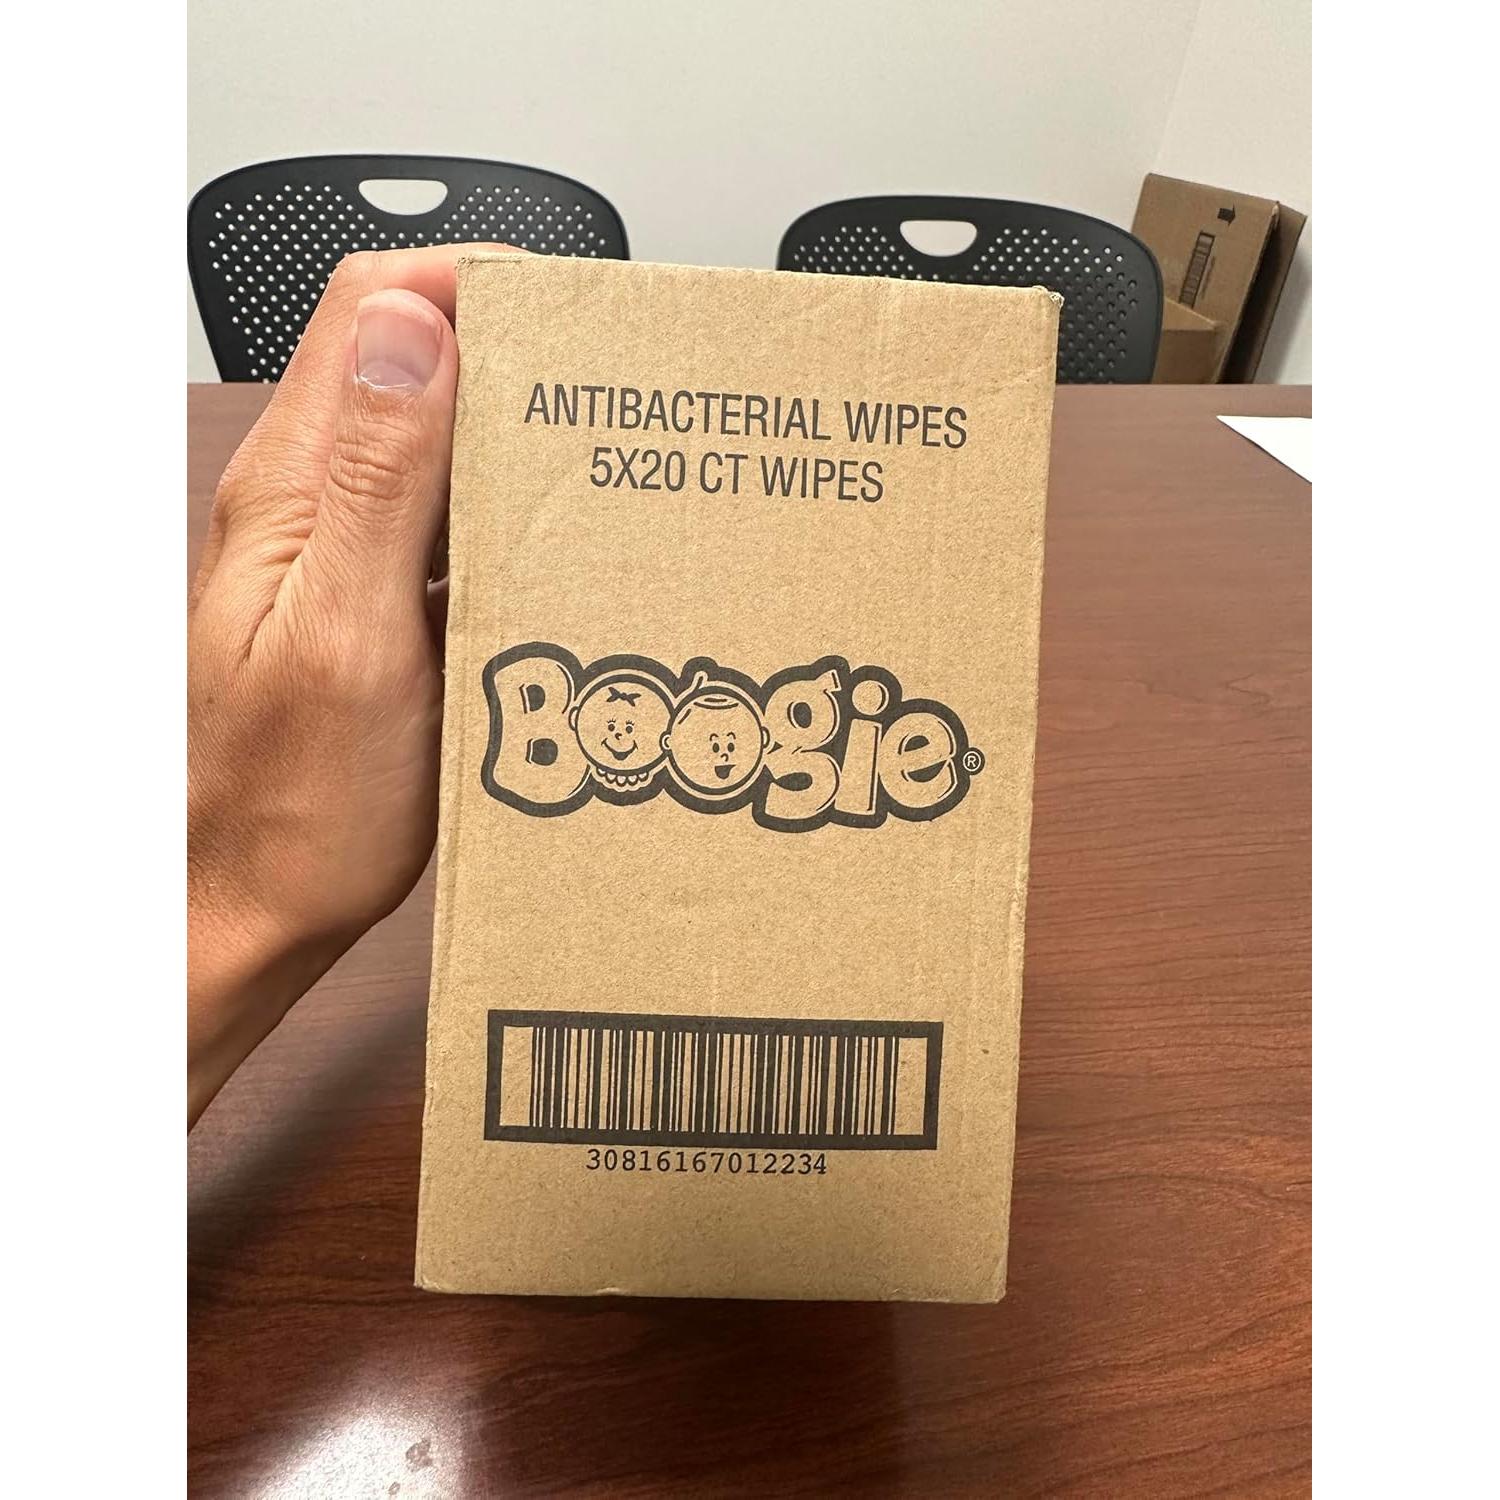 ANTIBACTERIAL WIPES
5X20 CT WIPES
Boogie®
30816167012234